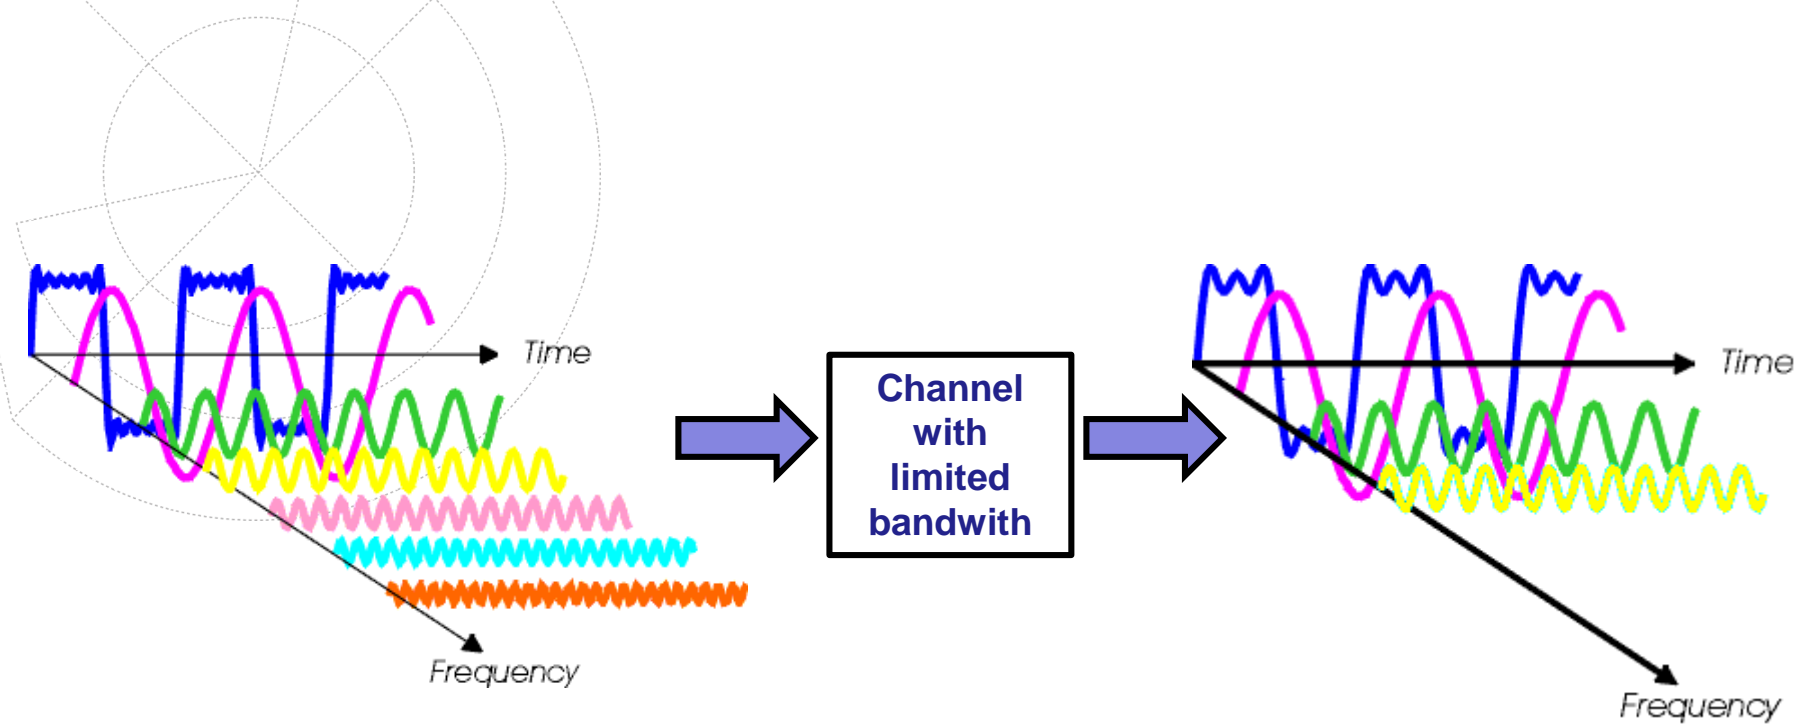 Time
Frequency
Channel
with
limited
bandwith
Time
Frequency